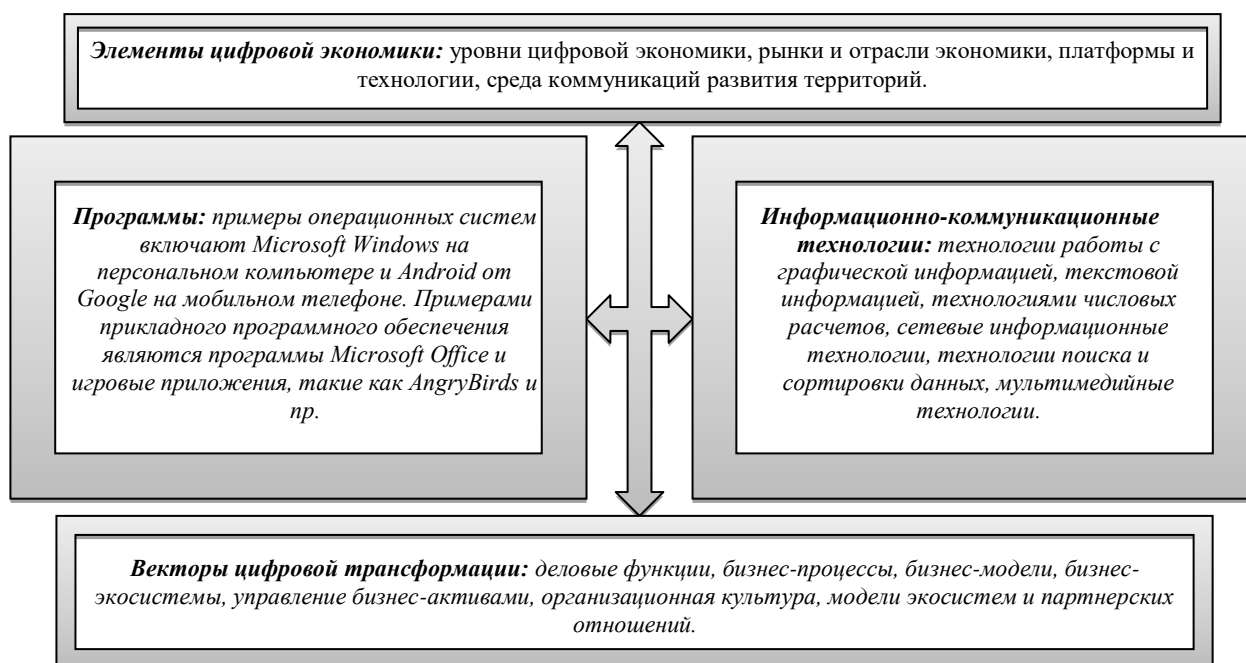 Элементы цифровой экономики: уровни цифровой экономики, рынки и отрасли экономики, платформы и
технологии, среда коммуникаций развития территорий.
Программы: примеры операционных систем
включают Microsoft Windows на
персональном компьютере и Android от
Google на мобильном телефоне. Примерами
прикладного программного обеспечения
являются программы Microsoft Office и
игровые приложения, такие как AngryBirds и
пр.
Информационно-коммуникационные
технологии: технологии работы с
графической информацией, текстовой
информацией, технологиями числовых
расчетов, сетевые информационные
технологии, технологии поиска и
сортировки данных, мультимедийные
технологии.
Векторы цифровой трансформации: деловые функции, бизнес-процессы, бизнес-модели, бизнес-
экосистемы, управление бизнес-активами, организационная культура, модели экосистем и партнерских
отношений.